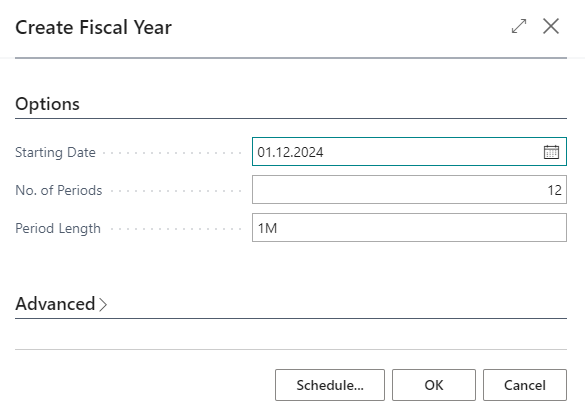 Create Fiscal Year
Options
Starting Date 01.12.2024
No. of Periods 12
Period Length 1M
Advanced
Schedule... OK Cancel